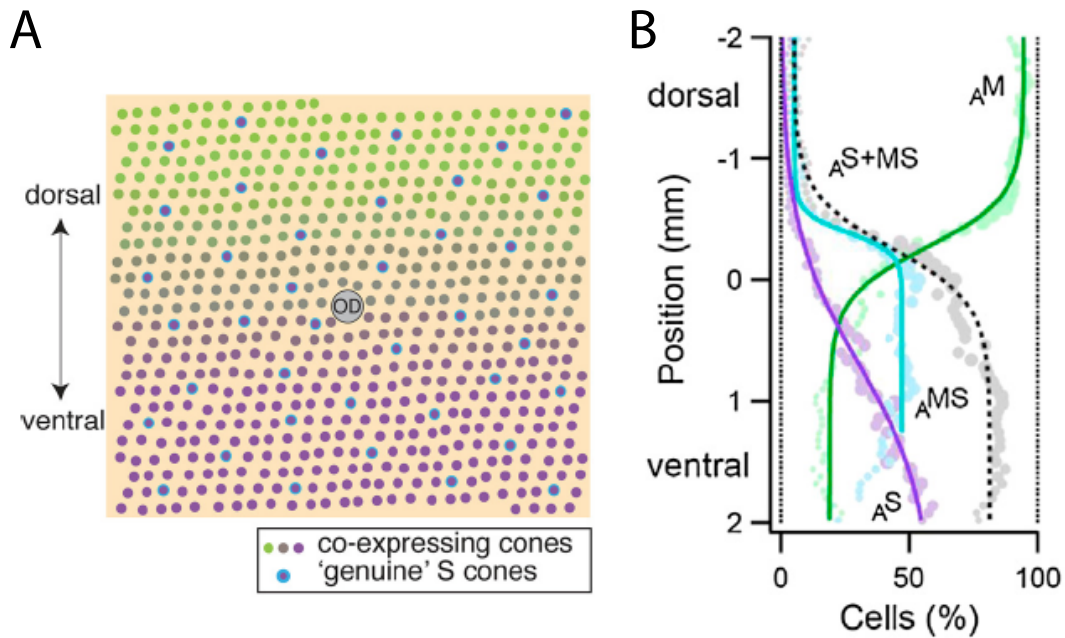 A
dorsal
OD
ventral
co-expressing cones
'genuine' S cones
B
-2
dorsal
-1
0
1
ventral
2
Position (mm)
AM
AS+MS
AMS
AS
0
50
100
Cells (%)